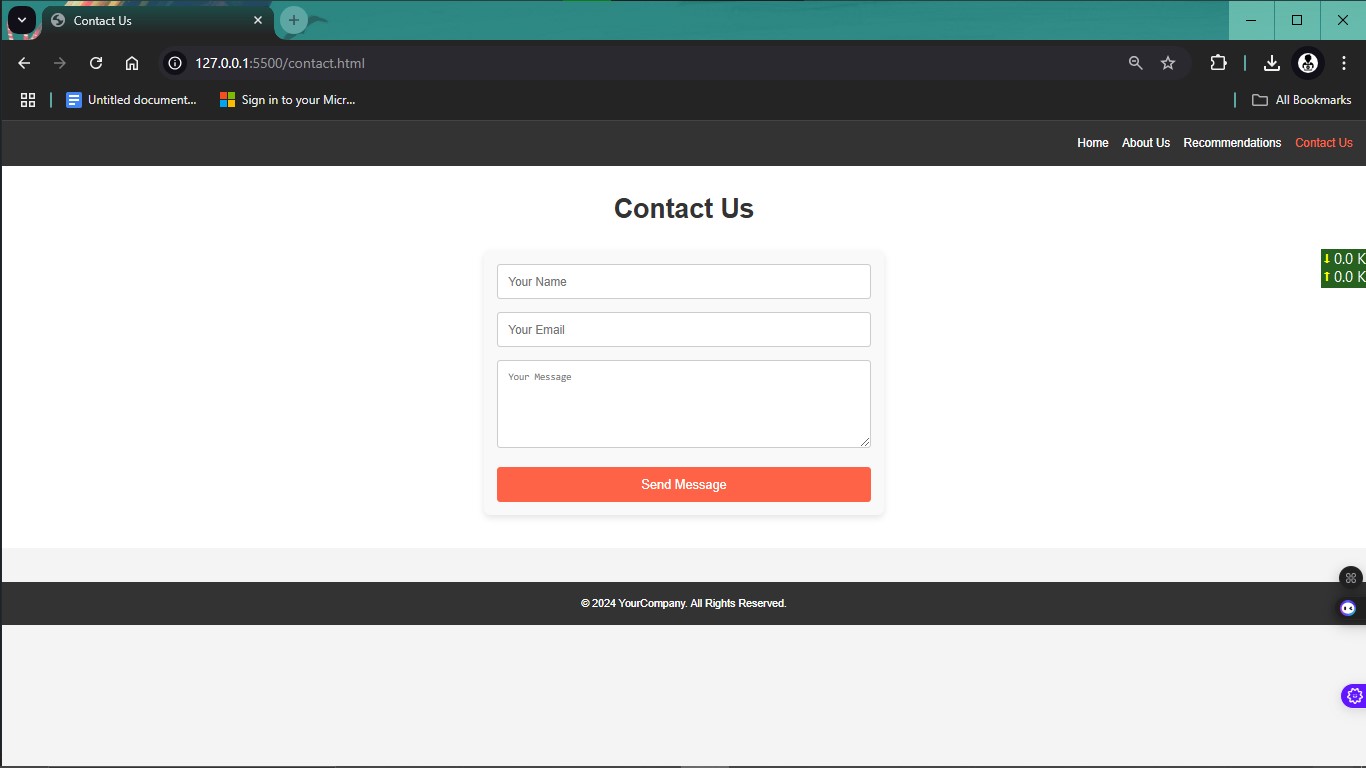 Contact Us
127.0.0.1:5500/contact.html
Untitled document...
Sign in to your Micr...
All Bookmarks
Home About Us Recommendations Contact Us
Contact Us
Your Name
0.0 K
0.0 K
Your Email
Your Message
Send Message
© 2024 YourCompany. All Rights Reserved.